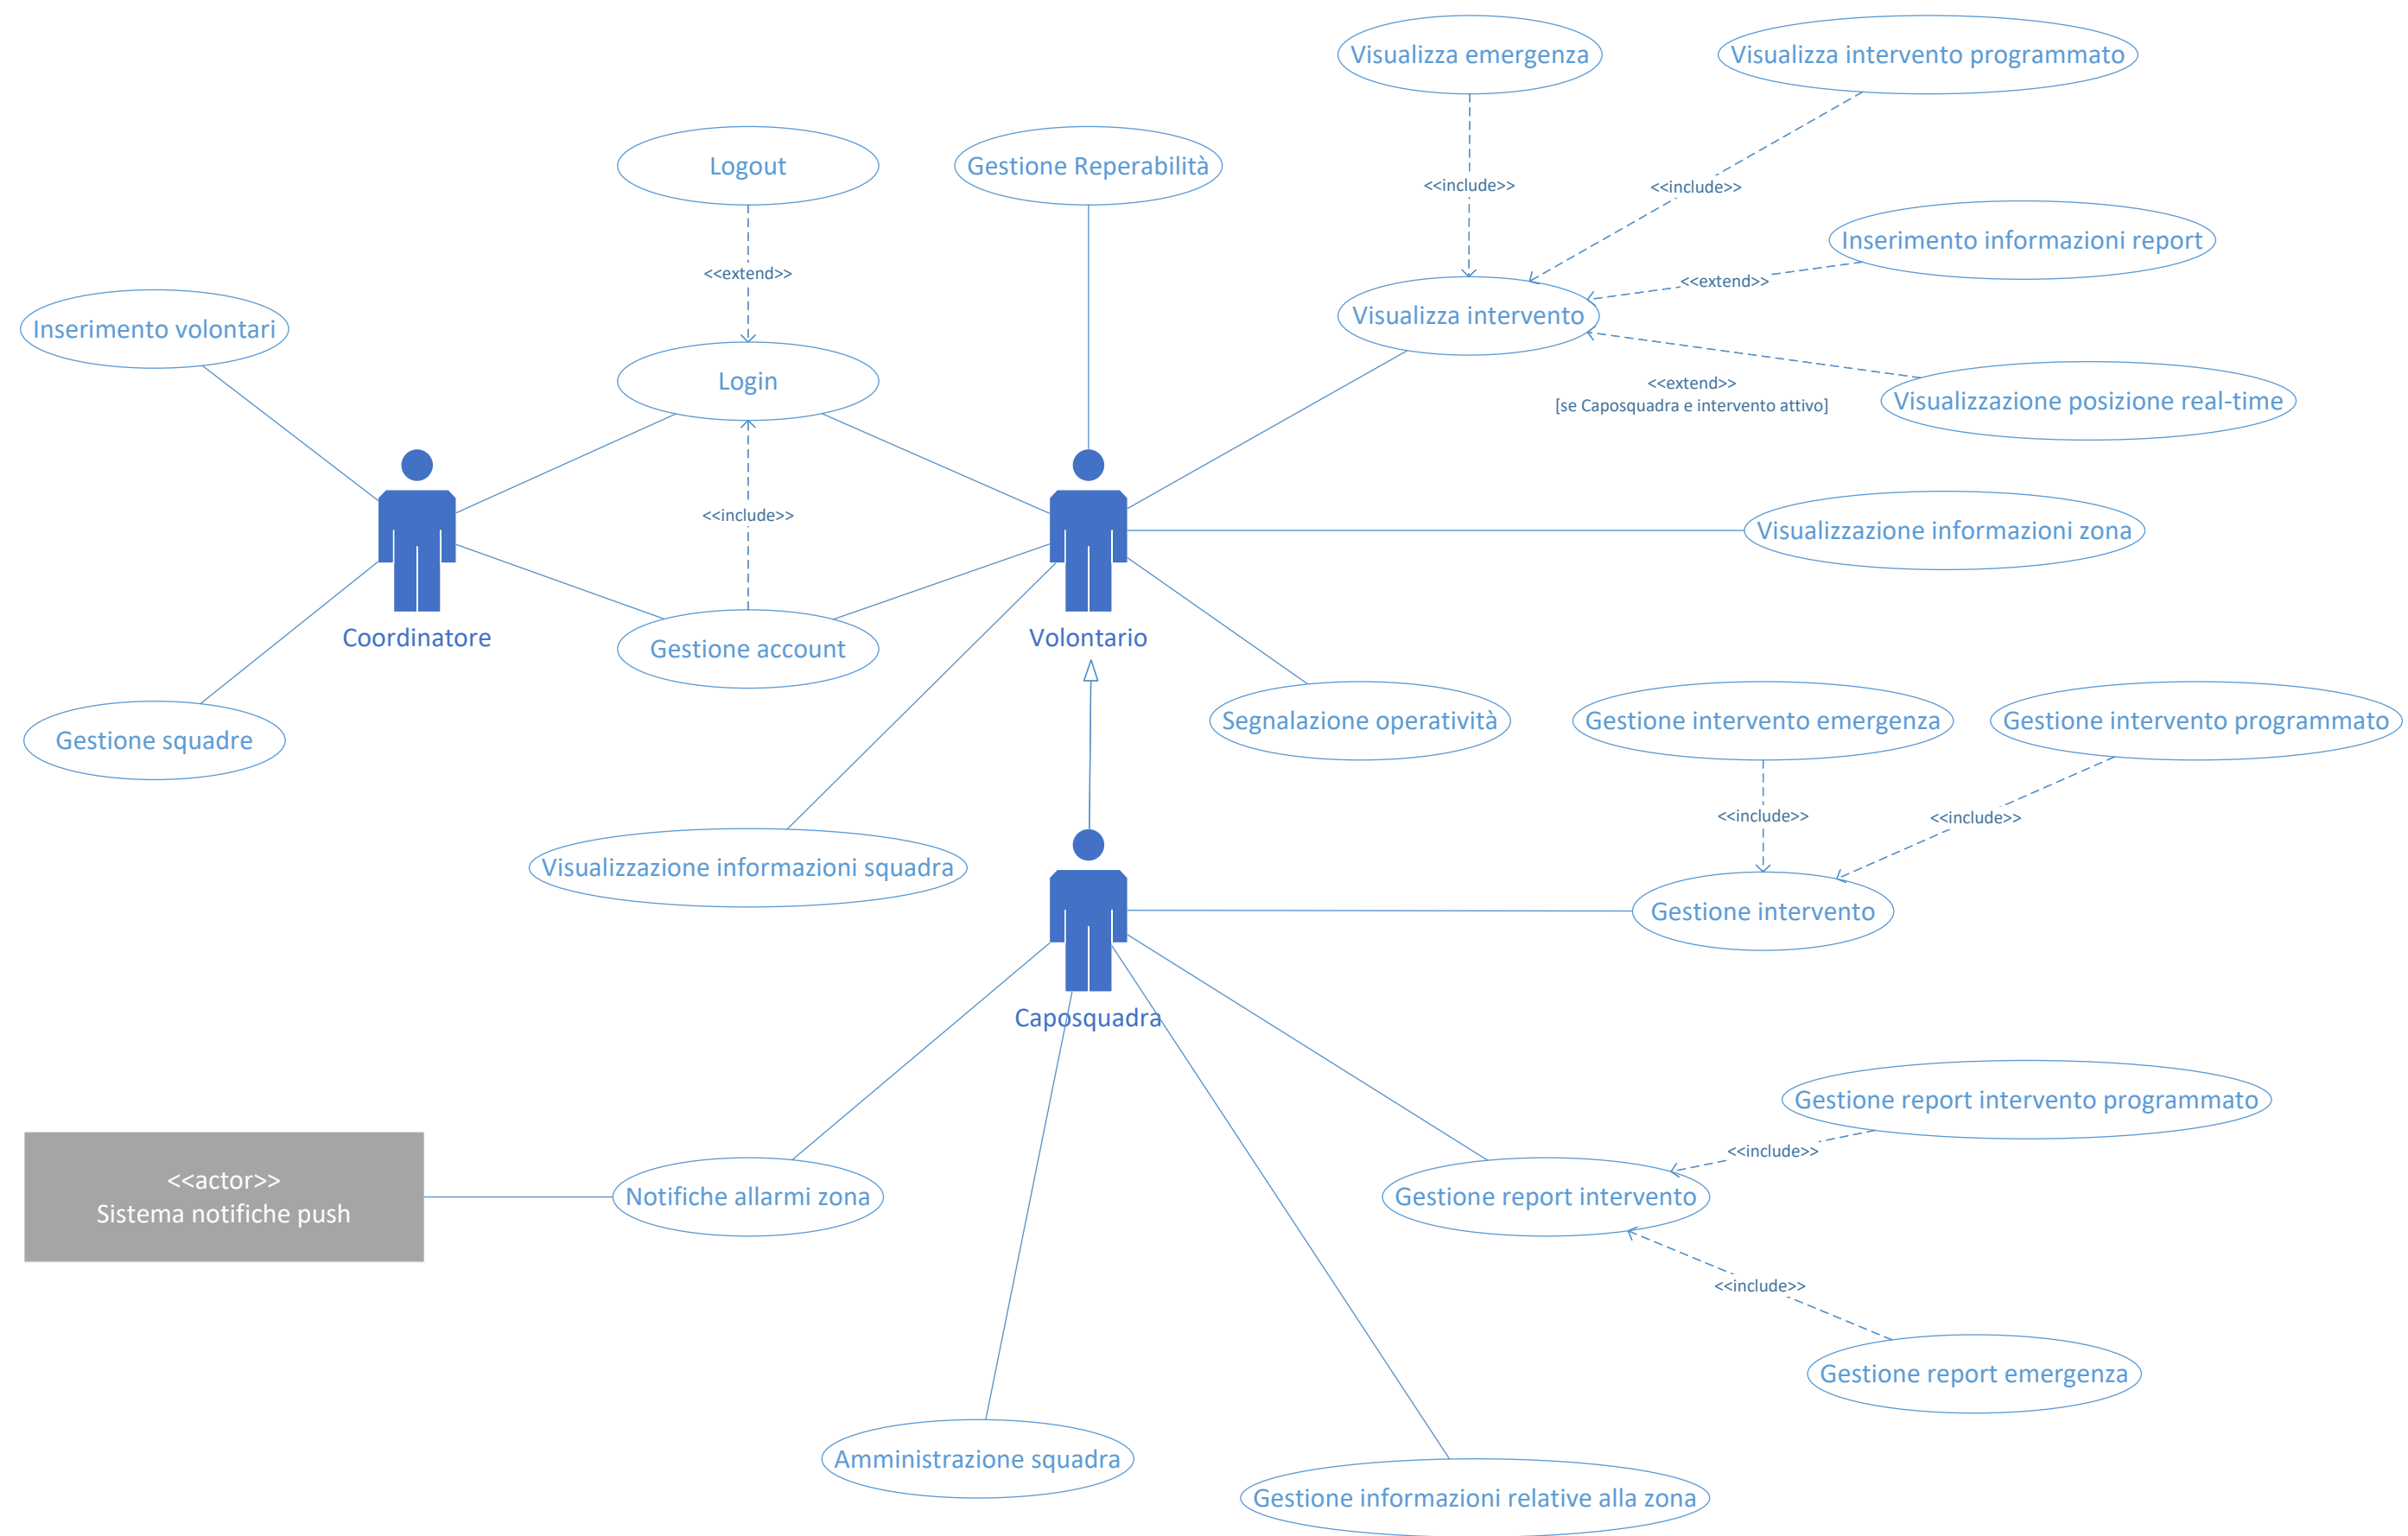 Visualizza emergenza
Visualizza intervento programmato
Logout
Gestione Reperabilità
<<include>>
<<include>>
Inserimento informazioni report
<<extend>>
<<extend>>
Inserimento volontari
Visualizza intervento
Login
<<extend>>
[se Caposquadra e intervento attivo]
Visualizzazione posizione real-time
<<include>>
Visualizzazione informazioni zona
Coordinatore
Gestione account
Volontario
Gestione squadre
Segnalazione operatività
Gestione intervento emergenza
Gestione intervento programmato
<<include>>
<<include>>
Visualizzazione informazioni squadra
Gestione intervento
Caposquadra
Gestione report intervento programmato
<<include>>
<<actor>>
Sistema notifiche push
Notifiche allarmi zona
Gestione report intervento
<<include>>
Gestione report emergenza
Amministrazione squadra
Gestione informazioni relative alla zona